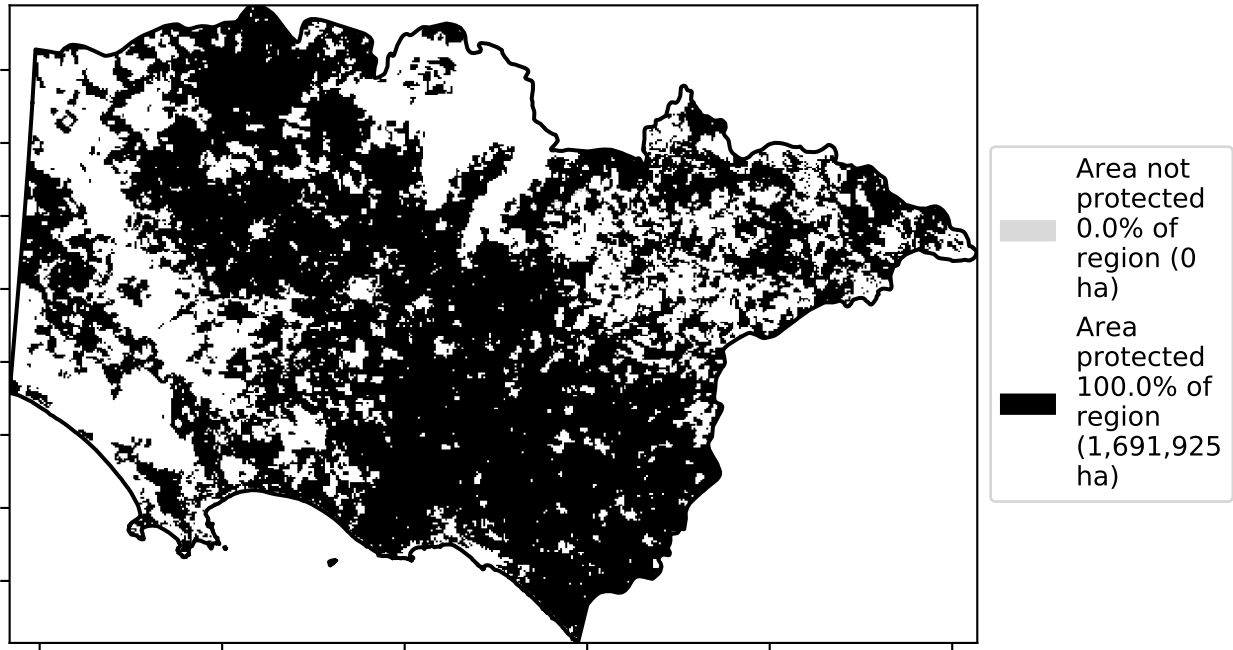 Area not
protected
0.0% of
region (0
ha)
Area
protected
100.0% of
region
(1,691,925
ha)